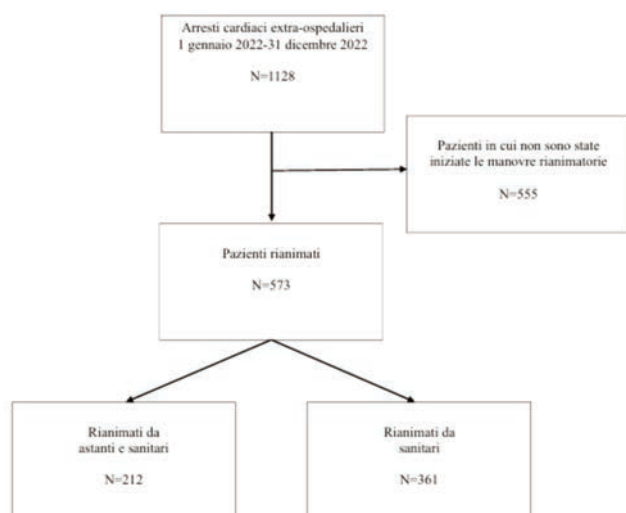 Arresti cardiaci extra-ospedalieri
1 gennaio 2022-31 dicembre 2022
N=1128
Pazienti in cui non sono state
iniziate le manovre rianimatorie
N=555
Pazienti rianimati
N=573
Rianimati da
astanti e sanitari
N=212
Rianimati da
sanitari
N=361